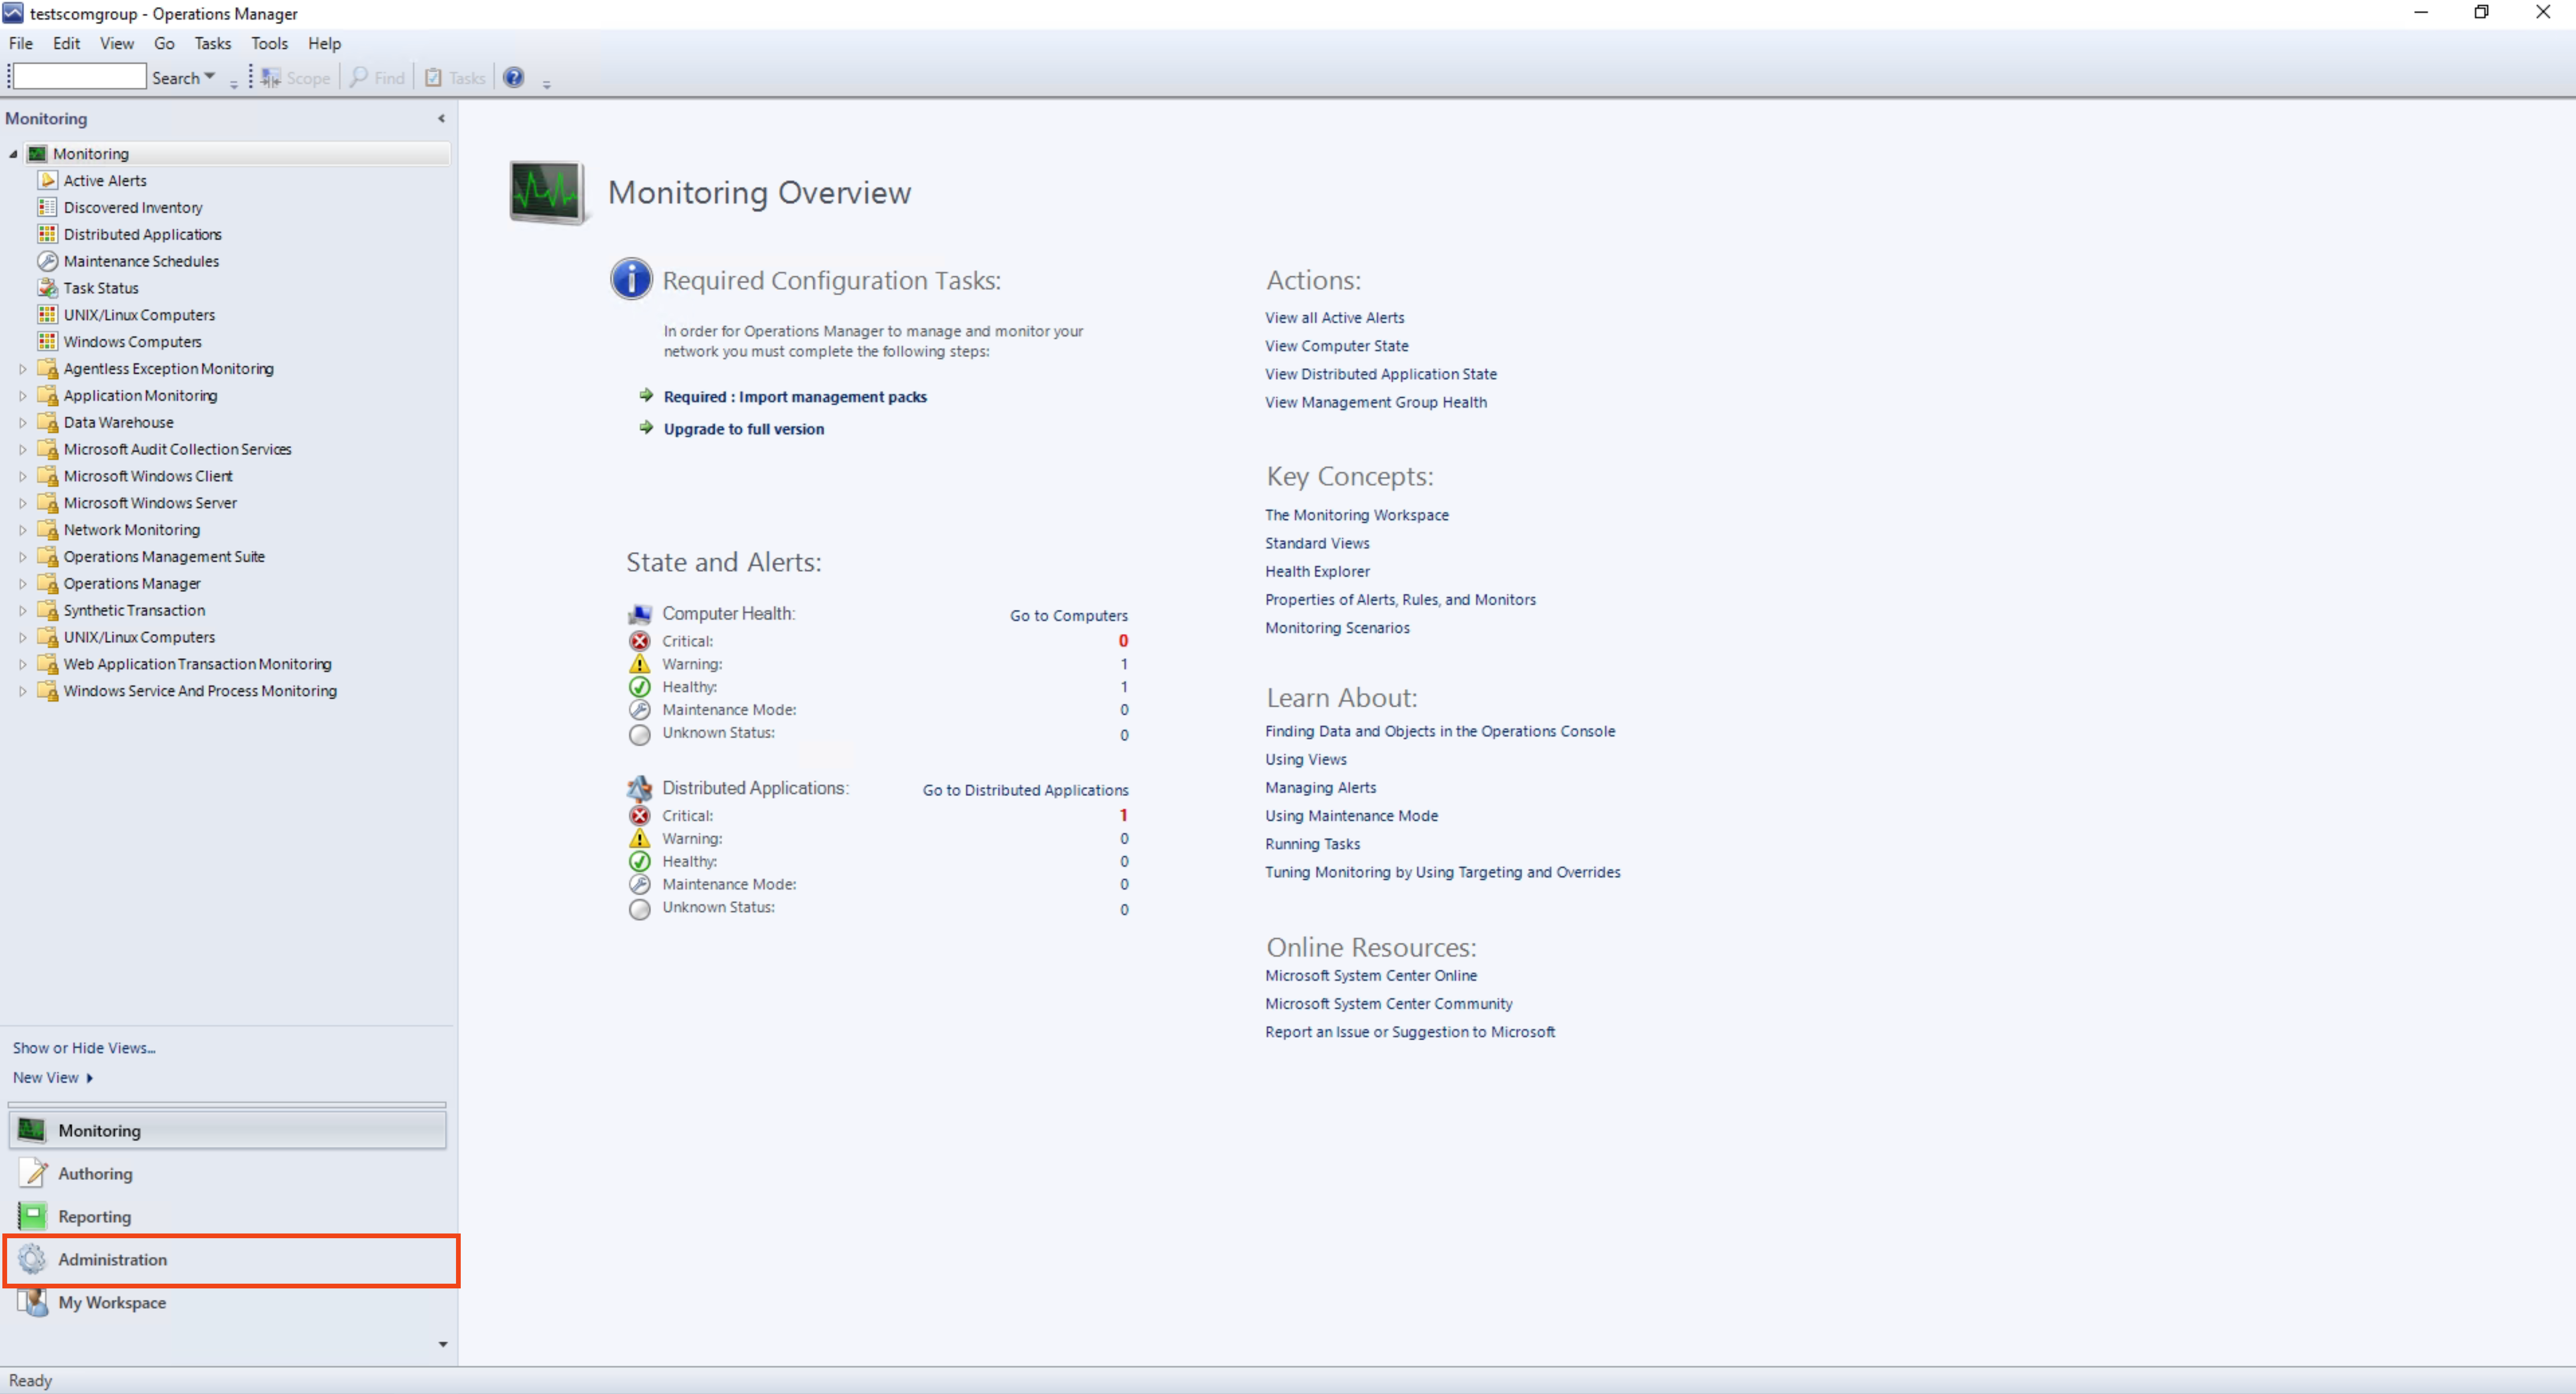 testscomgroup - Operations Manager
File Edit View Go Tasks Tools Help
Search Scope Find Tasks
Monitoring
Monitoring
Active Alerts
Discovered Inventory
Distributed Applications
Maintenance Schedules
Task Status
UNIX/Linux Computers
Windows Computers
Agentless Exception Monitoring
Application Monitoring
Data Warehouse
Microsoft Audit Collection Services
Microsoft Windows Client
Microsoft Windows Server
Network Monitoring
Operations Management Suite
Operations Manager
Synthetic Transaction
UNIX/Linux Computers
Web Application Transaction Monitoring
Windows Service And Process Monitoring
Show or Hide Views...
New View
Monitoring
Authoring
Reporting
Administration
My Workspace
Monitoring Overview
Required Configuration Tasks:
In order for Operations Manager to manage and monitor your
network you must complete the following steps:
Required : Import management packs
Upgrade to full version
State and Alerts:
Computer Health: Go to Computers
Critical: 0
Warning: 1
Healthy: 1
Maintenance Mode: 0
Unknown Status: 0
Distributed Applications: Go to Distributed Applications
Critical: 1
Warning: 0
Healthy: 0
Maintenance Mode: 0
Unknown Status: 0
Actions:
View all Active Alerts
View Computer State
View Distributed Application State
View Management Group Health
Key Concepts:
The Monitoring Workspace
Standard Views
Health Explorer
Properties of Alerts, Rules, and Monitors
Monitoring Scenarios
Learn About:
Finding Data and Objects in the Operations Console
Using Views
Managing Alerts
Using Maintenance Mode
Running Tasks
Tuning Monitoring by Using Targeting and Overrides
Online Resources:
Microsoft System Center Online
Microsoft System Center Community
Report an Issue or Suggestion to Microsoft
Ready